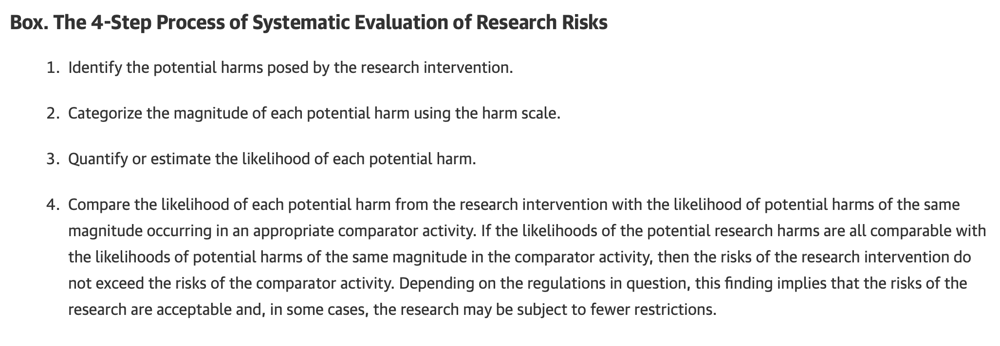 Box. The 4-Step Process of Systematic Evaluation of Research Risks
1. Identify the potential harms posed by the research intervention.
2. Categorize the magnitude of each potential harm using the harm scale.
3. Quantify or estimate the likelihood of each potential harm.
4. Compare the likelihood of each potential harm from the research intervention with the likelihood of potential harms of the same
magnitude occurring in an appropriate comparator activity. If the likelihoods of the potential research harms are all comparable with
the likelihoods of potential harms of the same magnitude in the comparator activity, then the risks of the research intervention do
not exceed the risks of the comparator activity. Depending on the regulations in question, this finding implies that the risks of the
research are acceptable and, in some cases, the research may be subject to fewer restrictions.